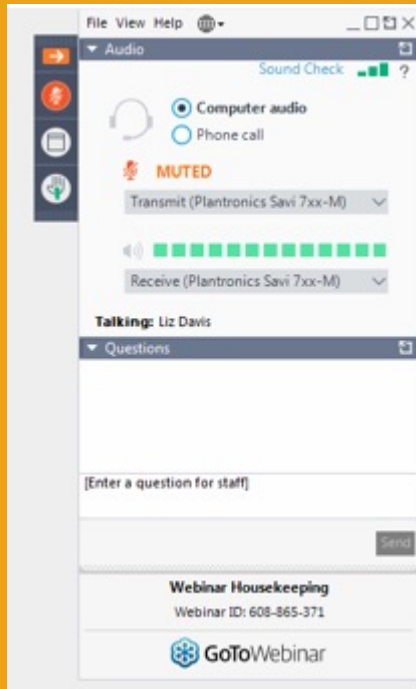 File View Help
Audio
Sound Check ?
Computer audio
Phone call
MUTED
Transmit (Plantronics Savi 7xx-M)
Receive (Plantronics Savi 7xx-M)
Talking: Liz Davis
Questions
[Enter a question for staff]
Send
Webinar Housekeeping
Webinar ID: 608-865-371
GoToWebinar